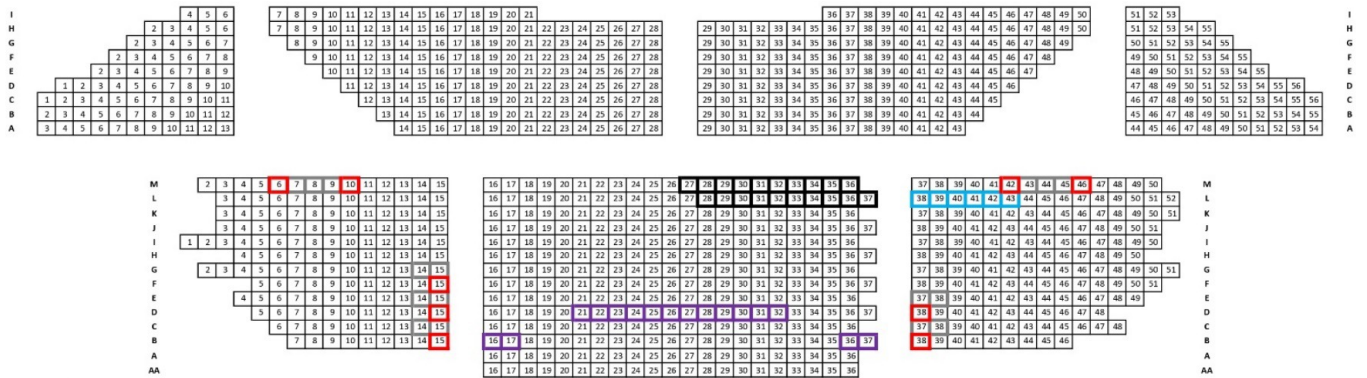 I 4 5 6 7 8 9 10 11 12 13 14 15 16 17 18 19 20 21 36 37 38 39 40 41 42 43 44 45 46 47 48 49 50 51 52 53 I
H 2 3 4 5 6 7 8 9 10 11 12 13 14 15 16 17 18 19 20 21 22 23 24 25 26 27 28 29 30 31 32 33 34 35 36 37 38 39 40 41 42 43 44 45 46 47 48 49 50 51 52 53 54 55 H
G 2 3 4 5 6 7 8 9 10 11 12 13 14 15 16 17 18 19 20 21 22 23 24 25 26 27 28 29 30 31 32 33 34 35 36 37 38 39 40 41 42 43 44 45 46 47 48 49 50 51 52 53 54 55 G
F 2 3 4 5 6 7 8 9 10 11 12 13 14 15 16 17 18 19 20 21 22 23 24 25 26 27 28 29 30 31 32 33 34 35 36 37 38 39 40 41 42 43 44 45 46 47 48 49 50 51 52 53 54 55 F
E 2 3 4 5 6 7 8 9 10 11 12 13 14 15 16 17 18 19 20 21 22 23 24 25 26 27 28 29 30 31 32 33 34 35 36 37 38 39 40 41 42 43 44 45 46 47 48 49 50 51 52 53 54 55 E
D 1 2 3 4 5 6 7 8 9 10 11 12 13 14 15 16 17 18 19 20 21 22 23 24 25 26 27 28 29 30 31 32 33 34 35 36 37 38 39 40 41 42 43 44 45 46 47 48 49 50 51 52 53 54 55 56 D
C 1 2 3 4 5 6 7 8 9 10 11 12 13 14 15 16 17 18 19 20 21 22 23 24 25 26 27 28 29 30 31 32 33 34 35 36 37 38 39 40 41 42 43 44 45 46 47 48 49 50 51 52 53 54 55 56 C
B 2 3 4 5 6 7 8 9 10 11 12 13 14 15 16 17 18 19 20 21 22 23 24 25 26 27 28 29 30 31 32 33 34 35 36 37 38 39 40 41 42 43 44 45 46 47 48 49 50 51 52 53 54 55 B
A 3 4 5 6 7 8 9 10 11 12 13 14 15 16 17 18 19 20 21 22 23 24 25 26 27 28 29 30 31 32 33 34 35 36 37 38 39 40 41 42 43 44 45 46 47 48 49 50 51 52 53 54 A
M 2 3 4 5 6 7 8 9 10 11 12 13 14 15 16 17 18 19 20 21 22 23 24 25 26 27 28 29 30 31 32 33 34 35 36 37 38 39 40 41 42 43 44 45 46 47 48 49 50 M
L 3 4 5 6 7 8 9 10 11 12 13 14 15 16 17 18 19 20 21 22 23 24 25 26 27 28 29 30 31 32 33 34 35 36 37 38 39 40 41 42 43 44 45 46 47 48 49 50 51 52 L
K 3 4 5 6 7 8 9 10 11 12 13 14 15 16 17 18 19 20 21 22 23 24 25 26 27 28 29 30 31 32 33 34 35 36 37 38 39 40 41 42 43 44 45 46 47 48 49 50 51 K
J 3 4 5 6 7 8 9 10 11 12 13 14 15 16 17 18 19 20 21 22 23 24 25 26 27 28 29 30 31 32 33 34 35 36 37 38 39 40 41 42 43 44 45 46 47 48 49 50 51 J
I 1 2 3 4 5 6 7 8 9 10 11 12 13 14 15 16 17 18 19 20 21 22 23 24 25 26 27 28 29 30 31 32 33 34 35 36 37 38 39 40 41 42 43 44 45 46 47 48 49 50 I
H 4 5 6 7 8 9 10 11 12 13 14 15 16 17 18 19 20 21 22 23 24 25 26 27 28 29 30 31 32 33 34 35 36 37 38 39 40 41 42 43 44 45 46 47 48 49 50 H
G 2 3 4 5 6 7 8 9 10 11 12 13 14 15 16 17 18 19 20 21 22 23 24 25 26 27 28 29 30 31 32 33 34 35 36 37 38 39 40 41 42 43 44 45 46 47 48 49 50 51 G
F 5 6 7 8 9 10 11 12 13 14 15 16 17 18 19 20 21 22 23 24 25 26 27 28 29 30 31 32 33 34 35 36 37 38 39 40 41 42 43 44 45 46 47 48 49 50 51 F
E 4 5 6 7 8 9 10 11 12 13 14 15 16 17 18 19 20 21 22 23 24 25 26 27 28 29 30 31 32 33 34 35 36 37 38 39 40 41 42 43 44 45 46 47 48 49 E
D 5 6 7 8 9 10 11 12 13 14 15 16 17 18 19 20 21 22 23 24 25 26 27 28 29 30 31 32 33 34 35 36 37 38 39 40 41 42 43 44 45 46 47 48 D
C 6 7 8 9 10 11 12 13 14 15 16 17 18 19 20 21 22 23 24 25 26 27 28 29 30 31 32 33 34 35 36 37 38 39 40 41 42 43 44 45 46 47 48 C
B 7 8 9 10 11 12 13 14 15 16 17 18 19 20 21 22 23 24 25 26 27 28 29 30 31 32 33 34 35 36 37 38 39 40 41 42 43 44 45 46 B
A 16 17 18 19 20 21 22 23 24 25 26 27 28 29 30 31 32 33 34 35 36 A
AA 16 17 18 19 20 21 22 23 24 25 26 27 28 29 30 31 32 33 34 35 36 AA